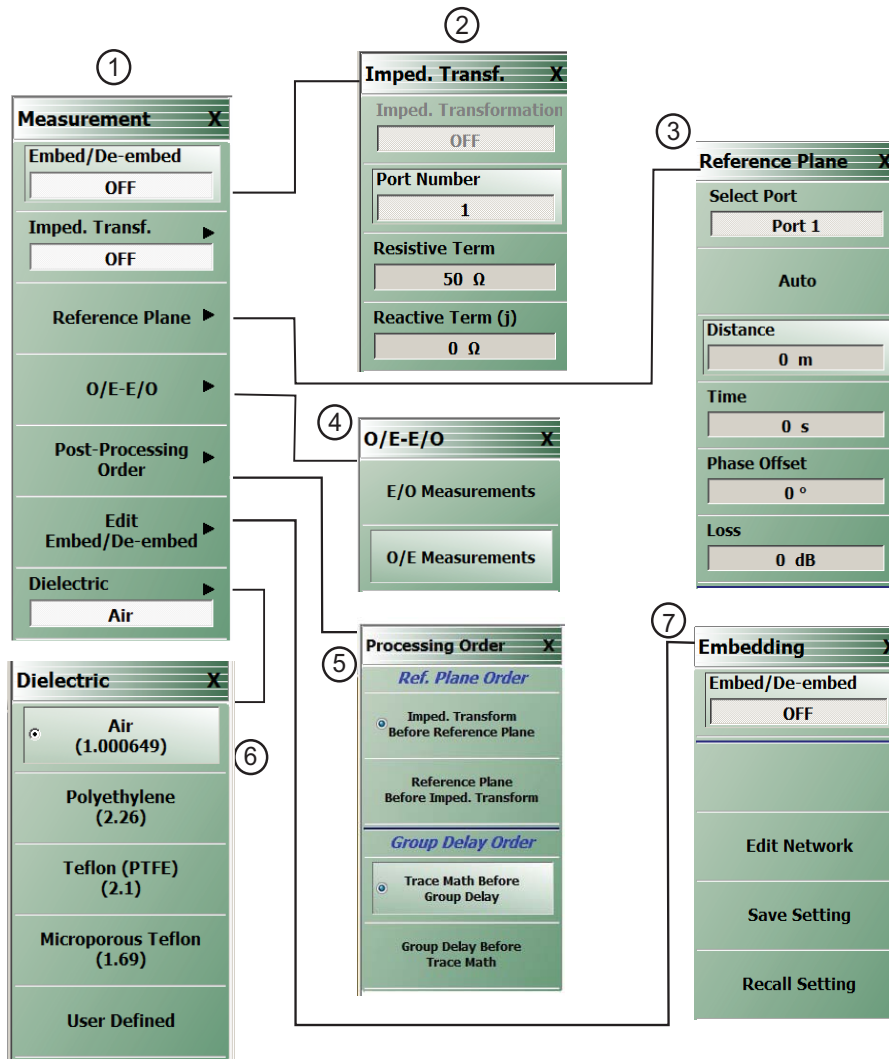 1
Measurement X
Embed/De-embed
OFF
Imped. Transf.
OFF
Reference Plane
O/E-E/O
Post-Processing
Order
Edit
Embed/De-embed
Dielectric
Air
2
Imped. Transf. X
Imped. Transformation
OFF
Port Number
1
Resistive Term
50 Ω
Reactive Term (j)
0 Ω
3
Reference Plane X
Select Port
Port 1
Auto
Distance
0 m
Time
0 s
Phase Offset
0 °
Loss
0 dB
4
O/E-E/O X
E/O Measurements
O/E Measurements
5
Processing Order X
Ref. Plane Order
Imped. Transform
Before Reference Plane
Reference Plane
Before Imped. Transform
Group Delay Order
Trace Math Before
Group Delay
Group Delay Before
Trace Math
6
Dielectric X
Air
(1.000649)
Polyethylene
(2.26)
Teflon (PTFE)
(2.1)
Microporous Teflon
(1.69)
User Defined
7
Embedding X
Embed/De-embed
OFF
Edit Network
Save Setting
Recall Setting